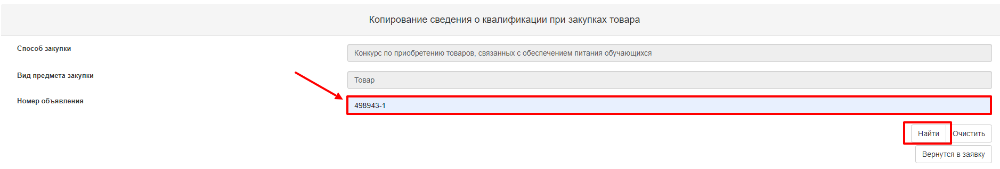 Копирование сведения о квалификации при закупках товара
Способ закупки
Конкурс по приобретению товаров, связанных с обеспечением питания обучающихся
Вид предмета закупки
Товар
Номер объявления
498943-1
Найти Очистить
Вернутся в заявку